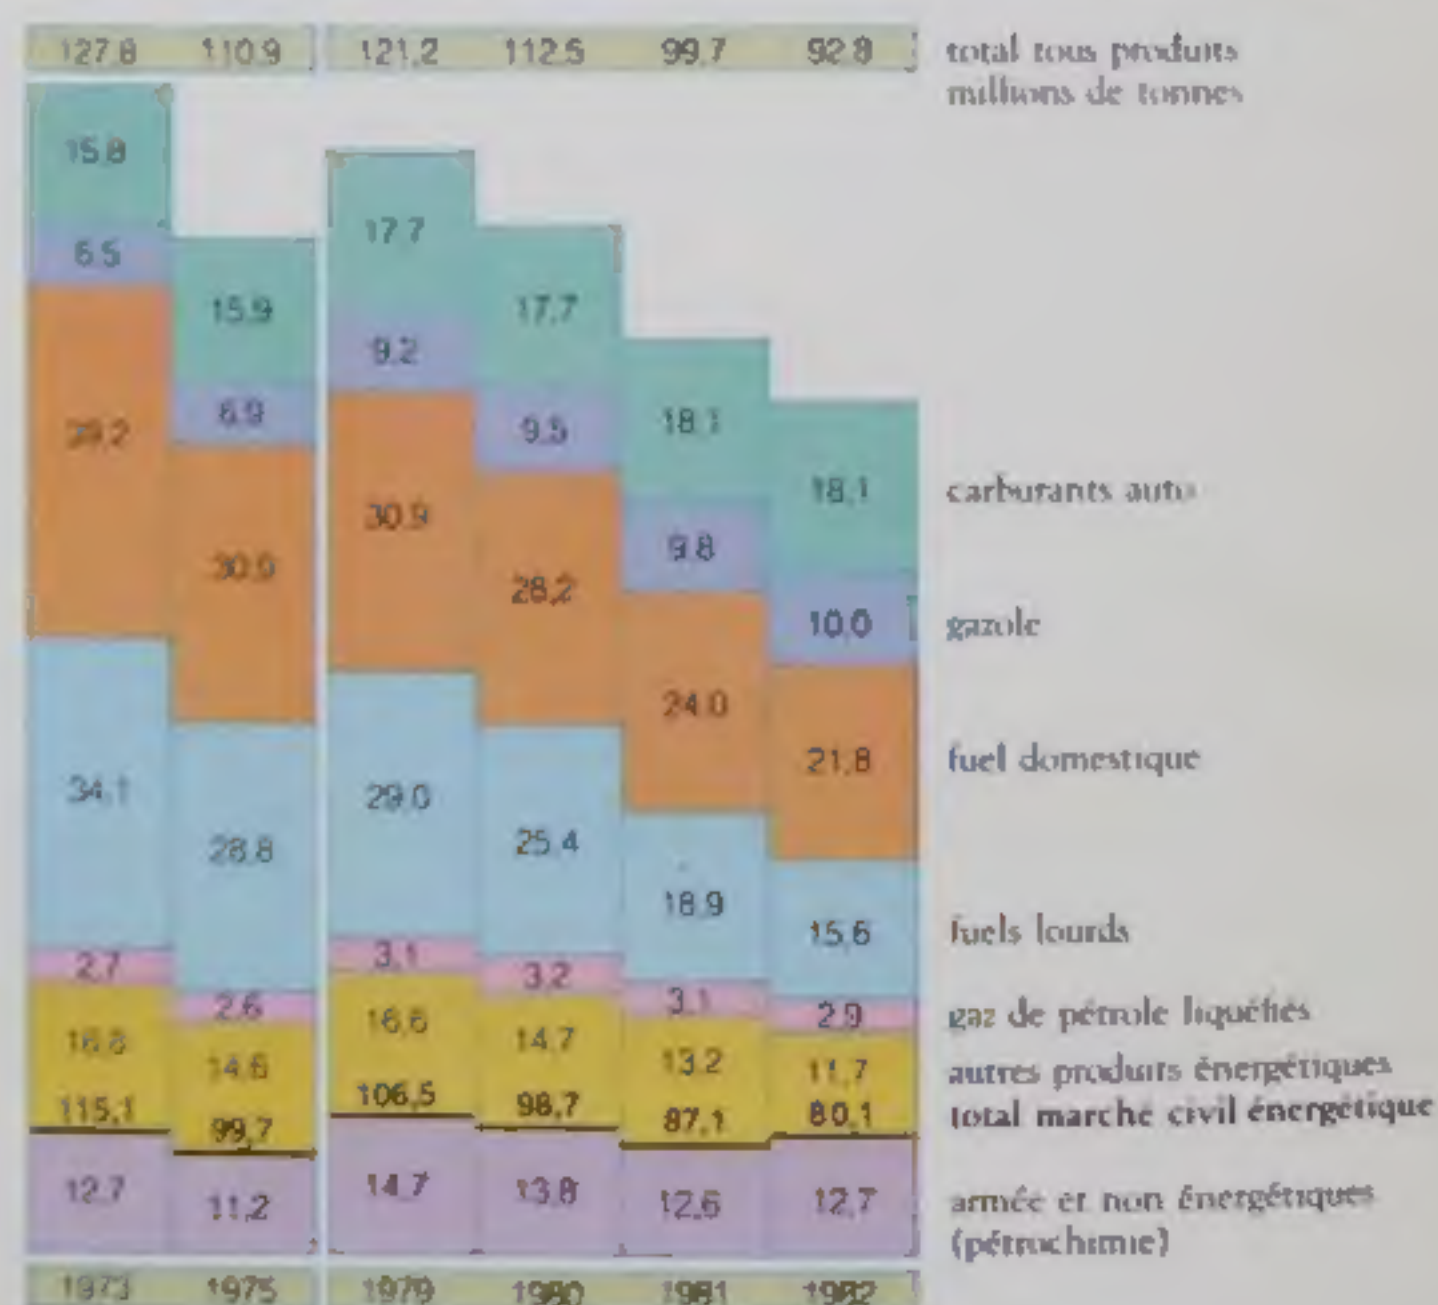 127,8 110,9 121,2 112,5 99,7 92,8 total tous produits
millions de tonnes
15,8 15,9 17,7 17,7 18,1 18,1 carburants auto
6,5 6,9 9,2 9,5 9,8 10,0 gazole
39,2 30,9 30,9 28,2 24,0 21,8 fuel domestique
34,1 28,8 29,0 25,4 18,9 15,6 fuels lourds
2,7 2,6 3,1 3,2 3,1 2,9 gaz de pétrole liquéfiés
16,8 14,6 16,6 14,7 13,2 11,7 autres produits énergétiques
115,1 99,7 106,5 98,7 87,1 80,1 total marché civil énergétique
12,7 11,2 14,7 13,8 12,6 12,7 armée et non énergétiques
(pétrochimie)
1973 1975 1979 1980 1981 1982